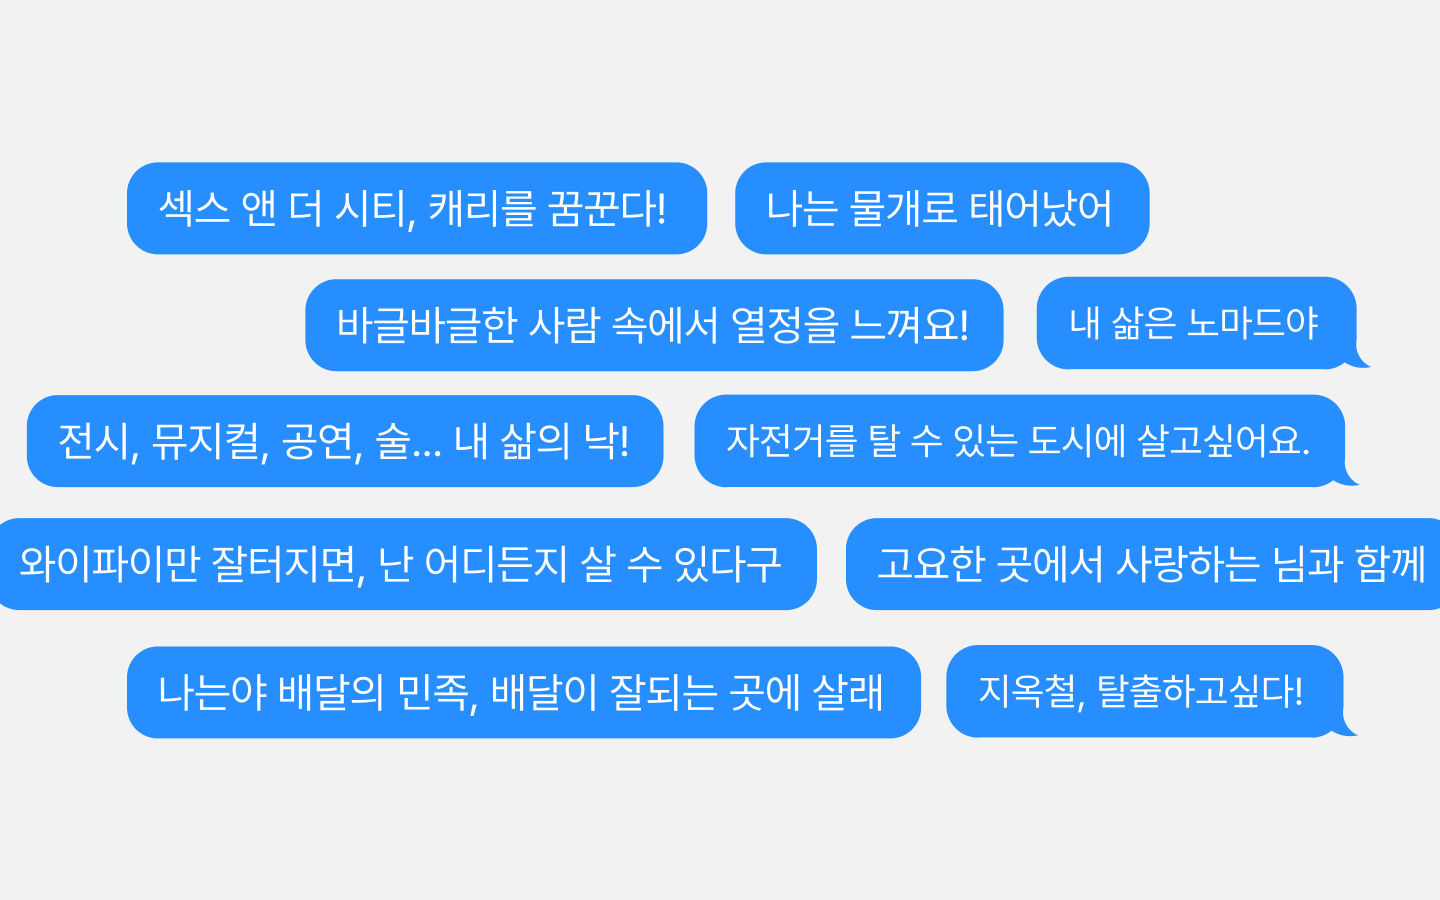 섹스 앤 더 시티, 캐리를 꿈꾼다!
나는 물개로 태어났어
바글바글한 사람 속에서 열정을 느껴요!
내 삶은 노마드야
전시, 뮤지컬, 공연, 술... 내 삶의 낙!
자전거를 탈 수 있는 도시에 살고싶어요.
와이파이만 잘터지면, 난 어디든지 살 수 있다구
고요한 곳에서 사랑하는 님과 함께
나는야 배달의 민족, 배달이 잘되는 곳에 살래
지옥철, 탈출하고싶다!